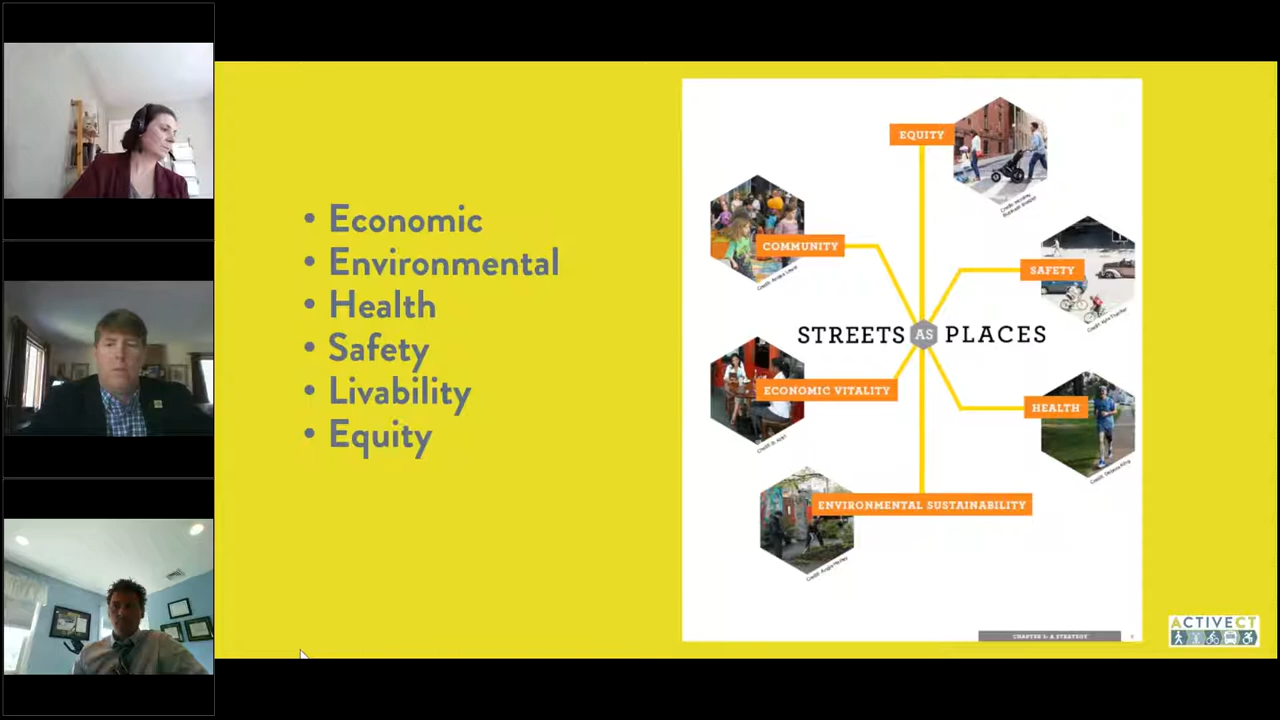 • Economic
• Environmental
• Health
• Safety
• Livability
• Equity
EQUITY
COMMUNITY
SAFETY
STREETS AS PLACES
ECONOMIC VITALITY
HEALTH
ENVIRONMENTAL SUSTAINABILITY
ACTIVECT